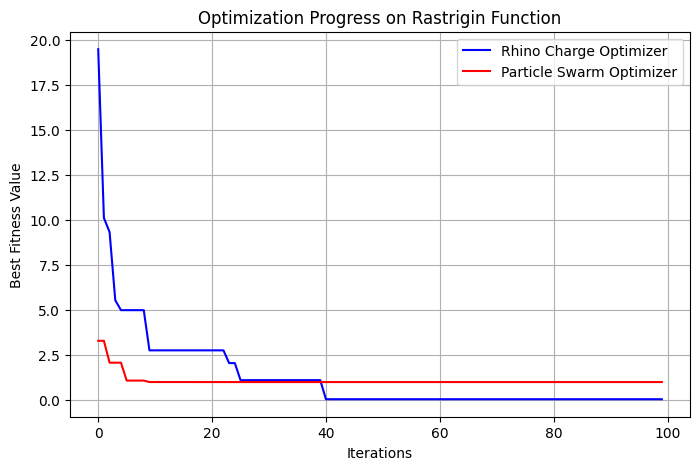 Optimization Progress on Rastrigin Function
Rhino Charge Optimizer
Particle Swarm Optimizer
Best Fitness Value
20.0
17.5
15.0
12.5
10.0
7.5
5.0
2.5
0.0
0 20 40 60 80 100
Iterations